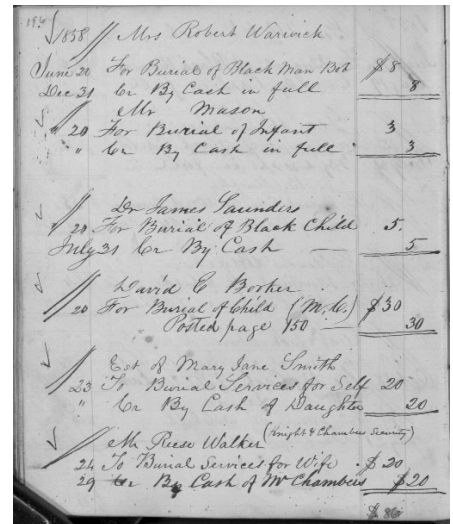 196
1858 Mrs Robert Warwick
June 20 For Burial of Black Man Bob $8
Dec 31 Cr By Cash in full 8
Mr Mason
" 20 For Burial of Infant 3
" Cr By Cash in full 3
Dr James Saunders
" 20 For Burial of Black Child 5.
July 31 Cr By Cash — 5
David E Booker
" 20 For Burial of Child (M.C.) $30
Posted page 150 — 30
Est of Mary Jane Smith
" 23 To Burial Services for Self 20
" Cr By Cash of Daughter 20
Mr Reese Walker (Knight & Chambers Security)
" 24 To Burial Services for Wife . $20
29 Cr By Cash of Mr Chambers $20